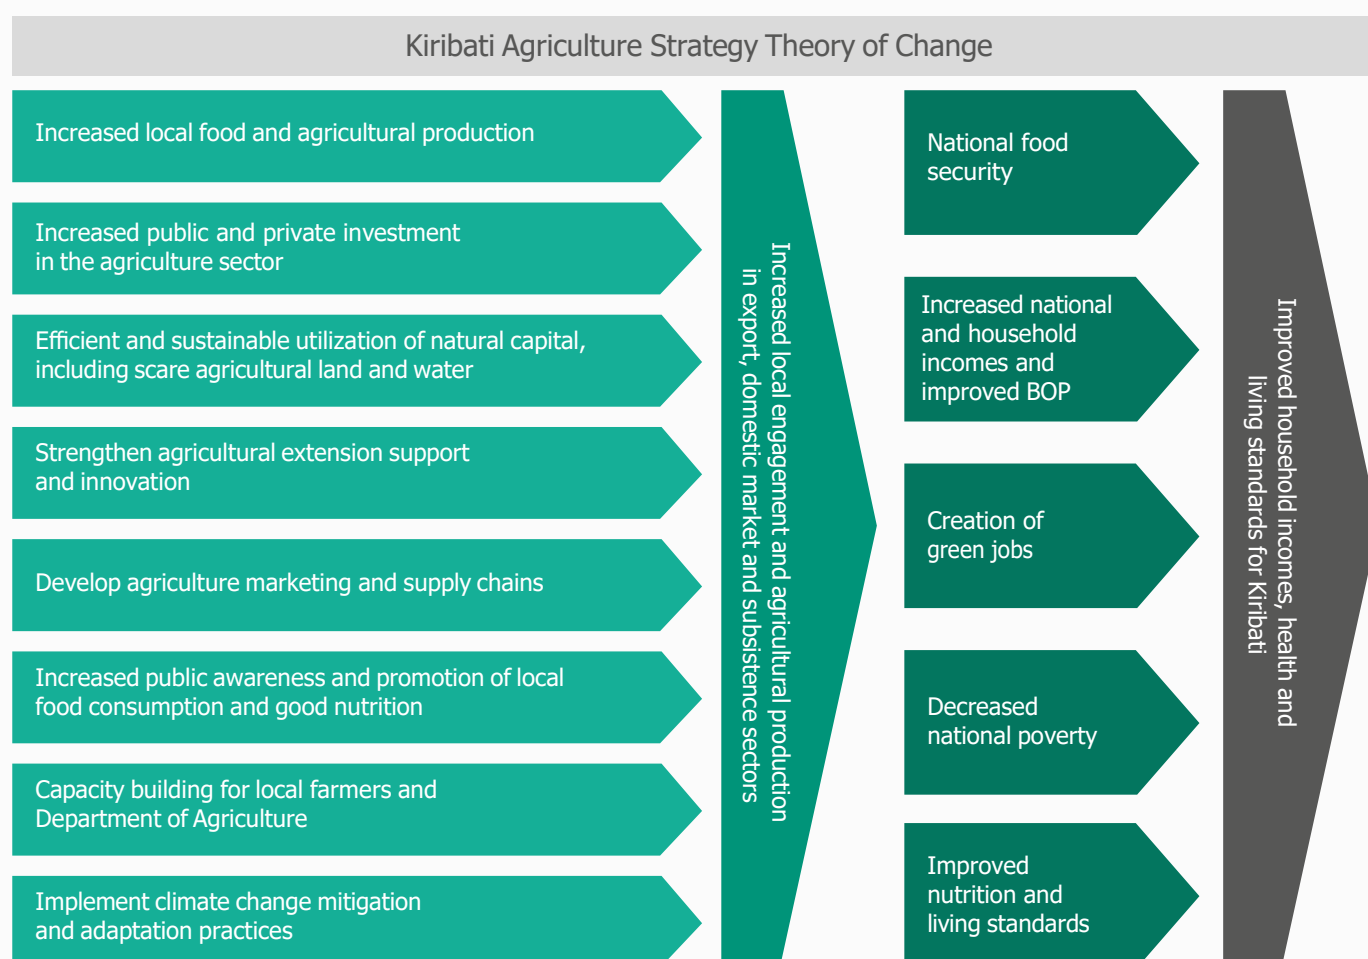 Kiribati Agriculture Strategy Theory of Change
Increased local food and agricultural production
Increased public and private investment
in the agriculture sector
Efficient and sustainable utilization of natural capital,
including scare agricultural land and water
Strengthen agricultural extension support
and innovation
Develop agriculture marketing and supply chains
Increased public awareness and promotion of local
food consumption and good nutrition
Capacity building for local farmers and
Department of Agriculture
Implement climate change mitigation
and adaptation practices
Increased local engagement and agricultural production
in export, domestic market and subsistence sectors
National food
security
Increased national
and household
incomes and
improved BOP
Creation of
green jobs
Decreased
national poverty
Improved
nutrition and
living standards
Improved household incomes, health and
living standards for Kiribati